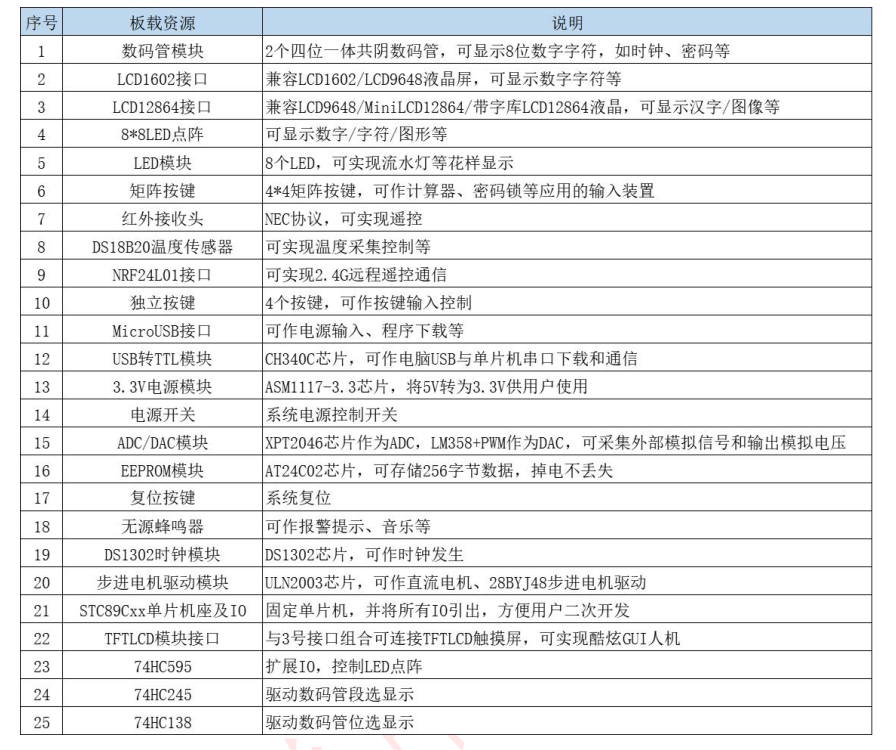 序号 板载资源 说明
1 数码管模块 2个四位一体共阴数码管，可显示8位数字字符，如时钟、密码等
2 LCD1602接口 兼容LCD1602/LCD9648液晶屏，可显示数字字符等
3 LCD12864接口 兼容LCD9648/MiniLCD12864/带字库LCD12864液晶，可显示汉字/图像等
4 8*8LED点阵 可显示数字/字符/图形等
5 LED模块 8个LED，可实现流水灯等花样显示
6 矩阵按键 4*4矩阵按键，可作计算器、密码锁等应用的输入装置
7 红外接收头 NEC协议，可实现遥控
8 DS18B20温度传感器 可实现温度采集控制等
9 NRF24L01接口 可实现2.4G远程遥控通信
10 独立按键 4个按键，可作按键输入控制
11 MicroUSB接口 可作电源输入、程序下载等
12 USB转TTL模块 CH340C芯片，可作电脑USB与单片机串口下载和通信
13 3.3V电源模块 ASM1117-3.3芯片，将5V转为3.3V供用户使用
14 电源开关 系统电源控制开关
15 ADC/DAC模块 XPT2046芯片作为ADC，LM358+PWM作为DAC，可采集外部模拟信号和输出模拟电压
16 EEPROM模块 AT24C02芯片，可存储256字节数据，掉电不丢失
17 复位按键 系统复位
18 无源蜂鸣器 可作报警提示、音乐等
19 DS1302时钟模块 DS1302芯片，可作时钟发生
20 步进电机驱动模块 ULN2003芯片，可作直流电机、28BYJ48步进电机驱动
21 STC89Cxx单片机座及IO 固定单片机，并将所有IO引出，方便用户二次开发
22 TFTLCD模块接口 与3号接口组合可连接TFTLCD触摸屏，可实现酷炫GUI人机
23 74HC595 扩展IO，控制LED点阵
24 74HC245 驱动数码管段选显示
25 74HC138 驱动数码管位选显示